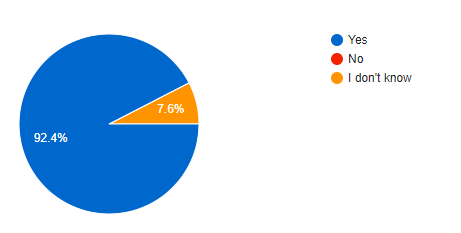 Yes
No
I don't know
7.6%
92.4%